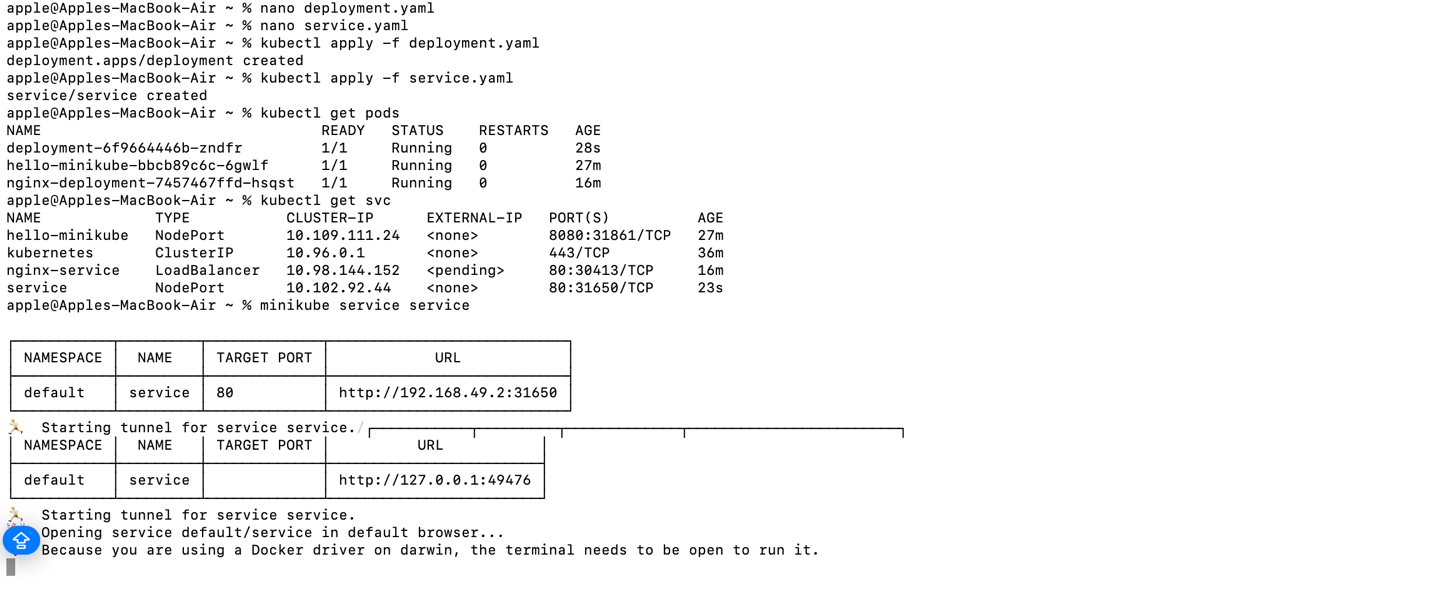 apple@Apples-MacBook-Air ~ % nano deployment.yaml
apple@Apples-MacBook-Air ~ % nano service.yaml
apple@Apples-MacBook-Air ~ % kubectl apply -f deployment.yaml
deployment.apps/deployment created
apple@Apples-MacBook-Air ~ % kubectl apply -f service.yaml
service/service created
apple@Apples-MacBook-Air ~ % kubectl get pods
NAME READY STATUS RESTARTS AGE
deployment-6f9664446b-zndfr 1/1 Running 0 28s
hello-minikube-bbcb89c6c-6gwlf 1/1 Running 0 27m
nginx-deployment-7457467ffd-hsqst 1/1 Running 0 16m
apple@Apples-MacBook-Air ~ % kubectl get svc
NAME TYPE CLUSTER-IP EXTERNAL-IP PORT(S) AGE
hello-minikube NodePort 10.109.111.24 <none> 8080:31861/TCP 27m
kubernetes ClusterIP 10.96.0.1 <none> 443/TCP 36m
nginx-service LoadBalancer 10.98.144.152 <pending> 80:30413/TCP 16m
service NodePort 10.102.92.44 <none> 80:31650/TCP 23s
apple@Apples-MacBook-Air ~ % minikube service service
NAMESPACE NAME TARGET PORT URL
default service 80 http://192.168.49.2:31650
Starting tunnel for service service./
NAMESPACE NAME TARGET PORT URL
default service http://127.0.0.1:49476
Starting tunnel for service service.
Opening service default/service in default browser...
Because you are using a Docker driver on darwin, the terminal needs to be open to run it.